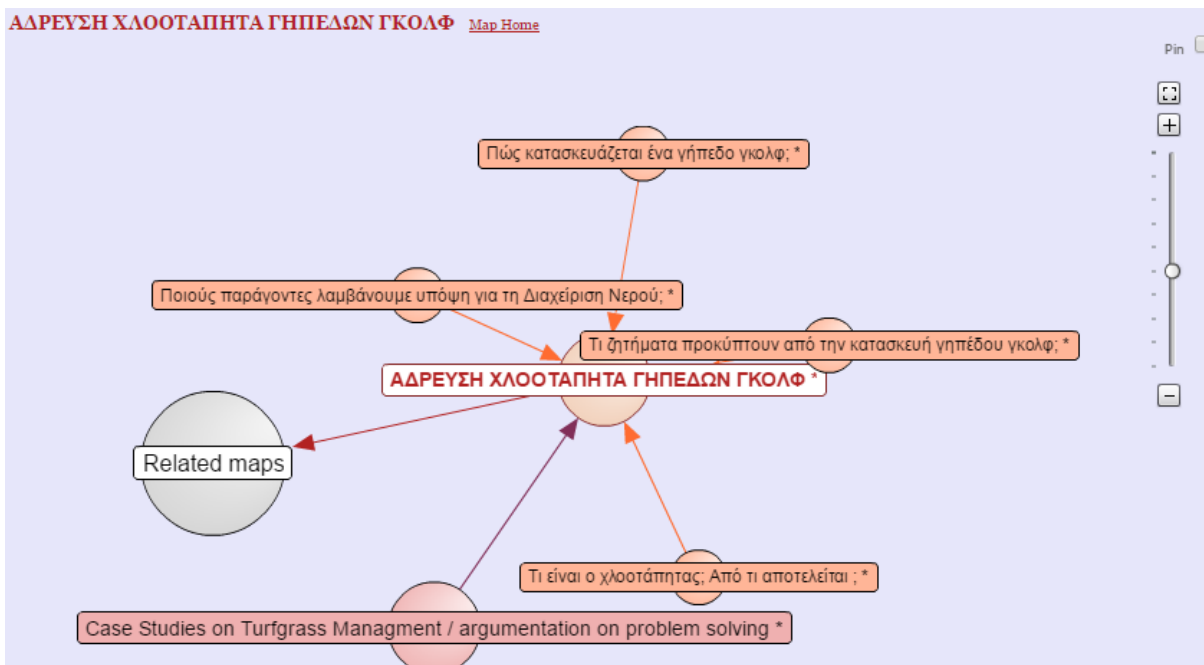 ΑΔΡΕΥΣΗ ΧΛΟΟΤΑΠΗΤΑ ΓΗΠΕΔΩΝ ΓΚΟΛΦ Map Home
Pin
Πώς κατασκευάζεται ένα γήπεδο γκολφ; *
Ποιούς παράγοντες λαμβάνουμε υπόψη για τη Διαχείριση Νερού; *
Τι ζητήματα προκύπτουν από την κατασκευή γηπέδου γκολφ; *
ΑΔΡΕΥΣΗ ΧΛΟΟΤΑΠΗΤΑ ΓΗΠΕΔΩΝ ΓΚΟΛΦ *
Related maps
Τι είναι ο χλοοτάπητας; Από τι αποτελείται ; *
Case Studies on Turfgrass Managment / argumentation on problem solving *